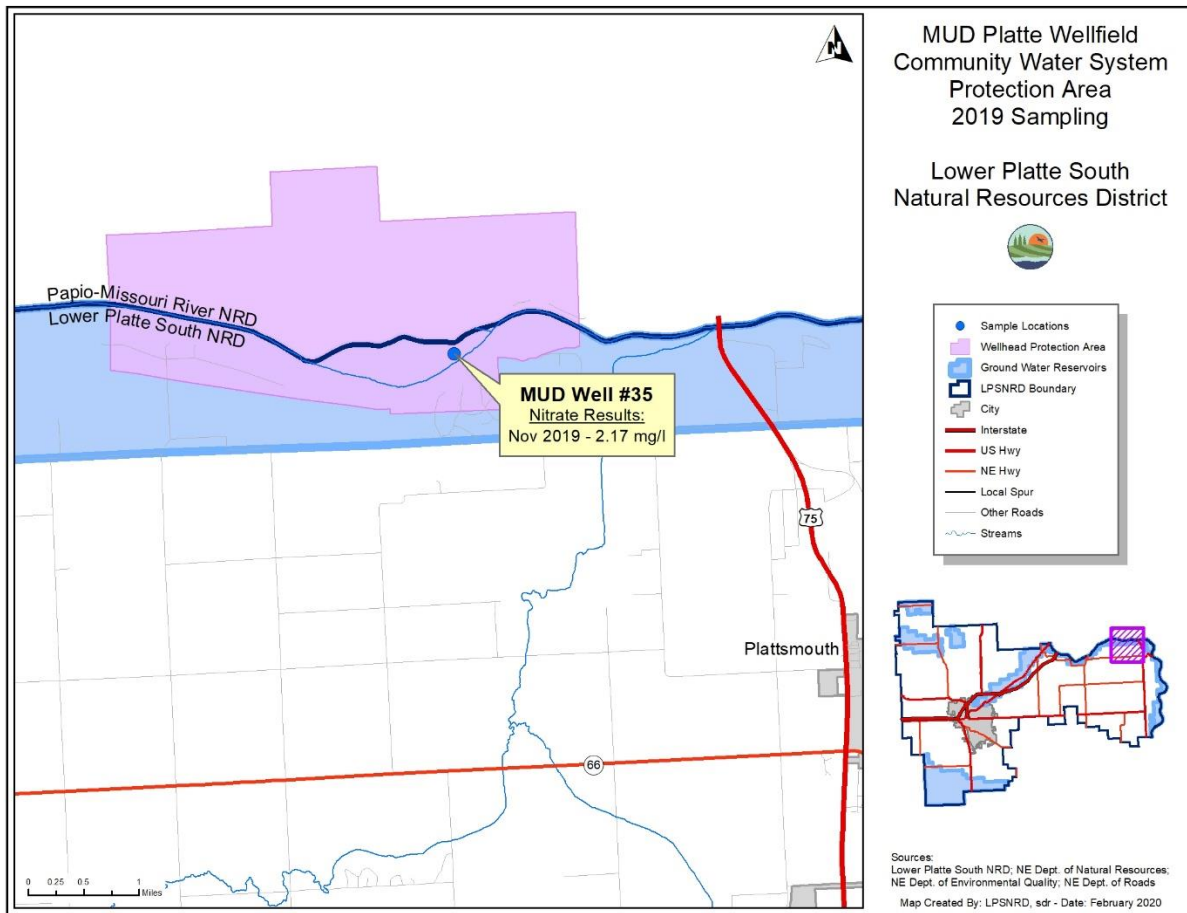 MUD Platte Wellfield
Community Water System
Protection Area
2019 Sampling
Lower Platte South
Natural Resources District
N
Papio-Missouri River NRD
Lower Platte South NRD
MUD Well #35
Nitrate Results:
Nov 2019 - 2.17 mg/l
75
Plattsmouth
66
0 0.25 0.5 1
Miles
Sample Locations
Wellhead Protection Area
Ground Water Reservoirs
LPSNRD Boundary
City
Interstate
US Hwy
NE Hwy
Local Spur
Other Roads
Streams
Sources:
Lower Platte South NRD; NE Dept. of Natural Resources;
NE Dept. of Environmental Quality; NE Dept. of Roads
Map Created By: LPSNRD, sdr - Date: February 2020